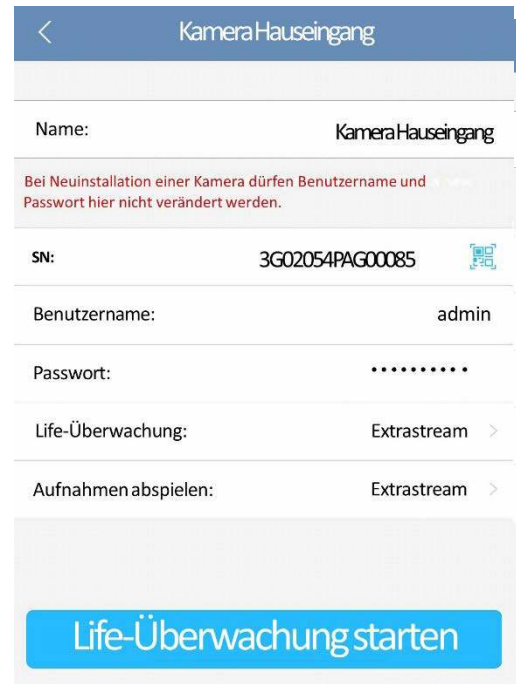 Kamera Hauseingang
Name: Kamera Hauseingang
Bei Neuinstallation einer Kamera dürfen Benutzername und
Passwort hier nicht verändert werden.
SN: 3G02054PAG00085
Benutzername: admin
Passwort: ••••••••••
Life-Überwachung: Extrastream >
Aufnahmen abspielen: Extrastream >
Life-Überwachung starten